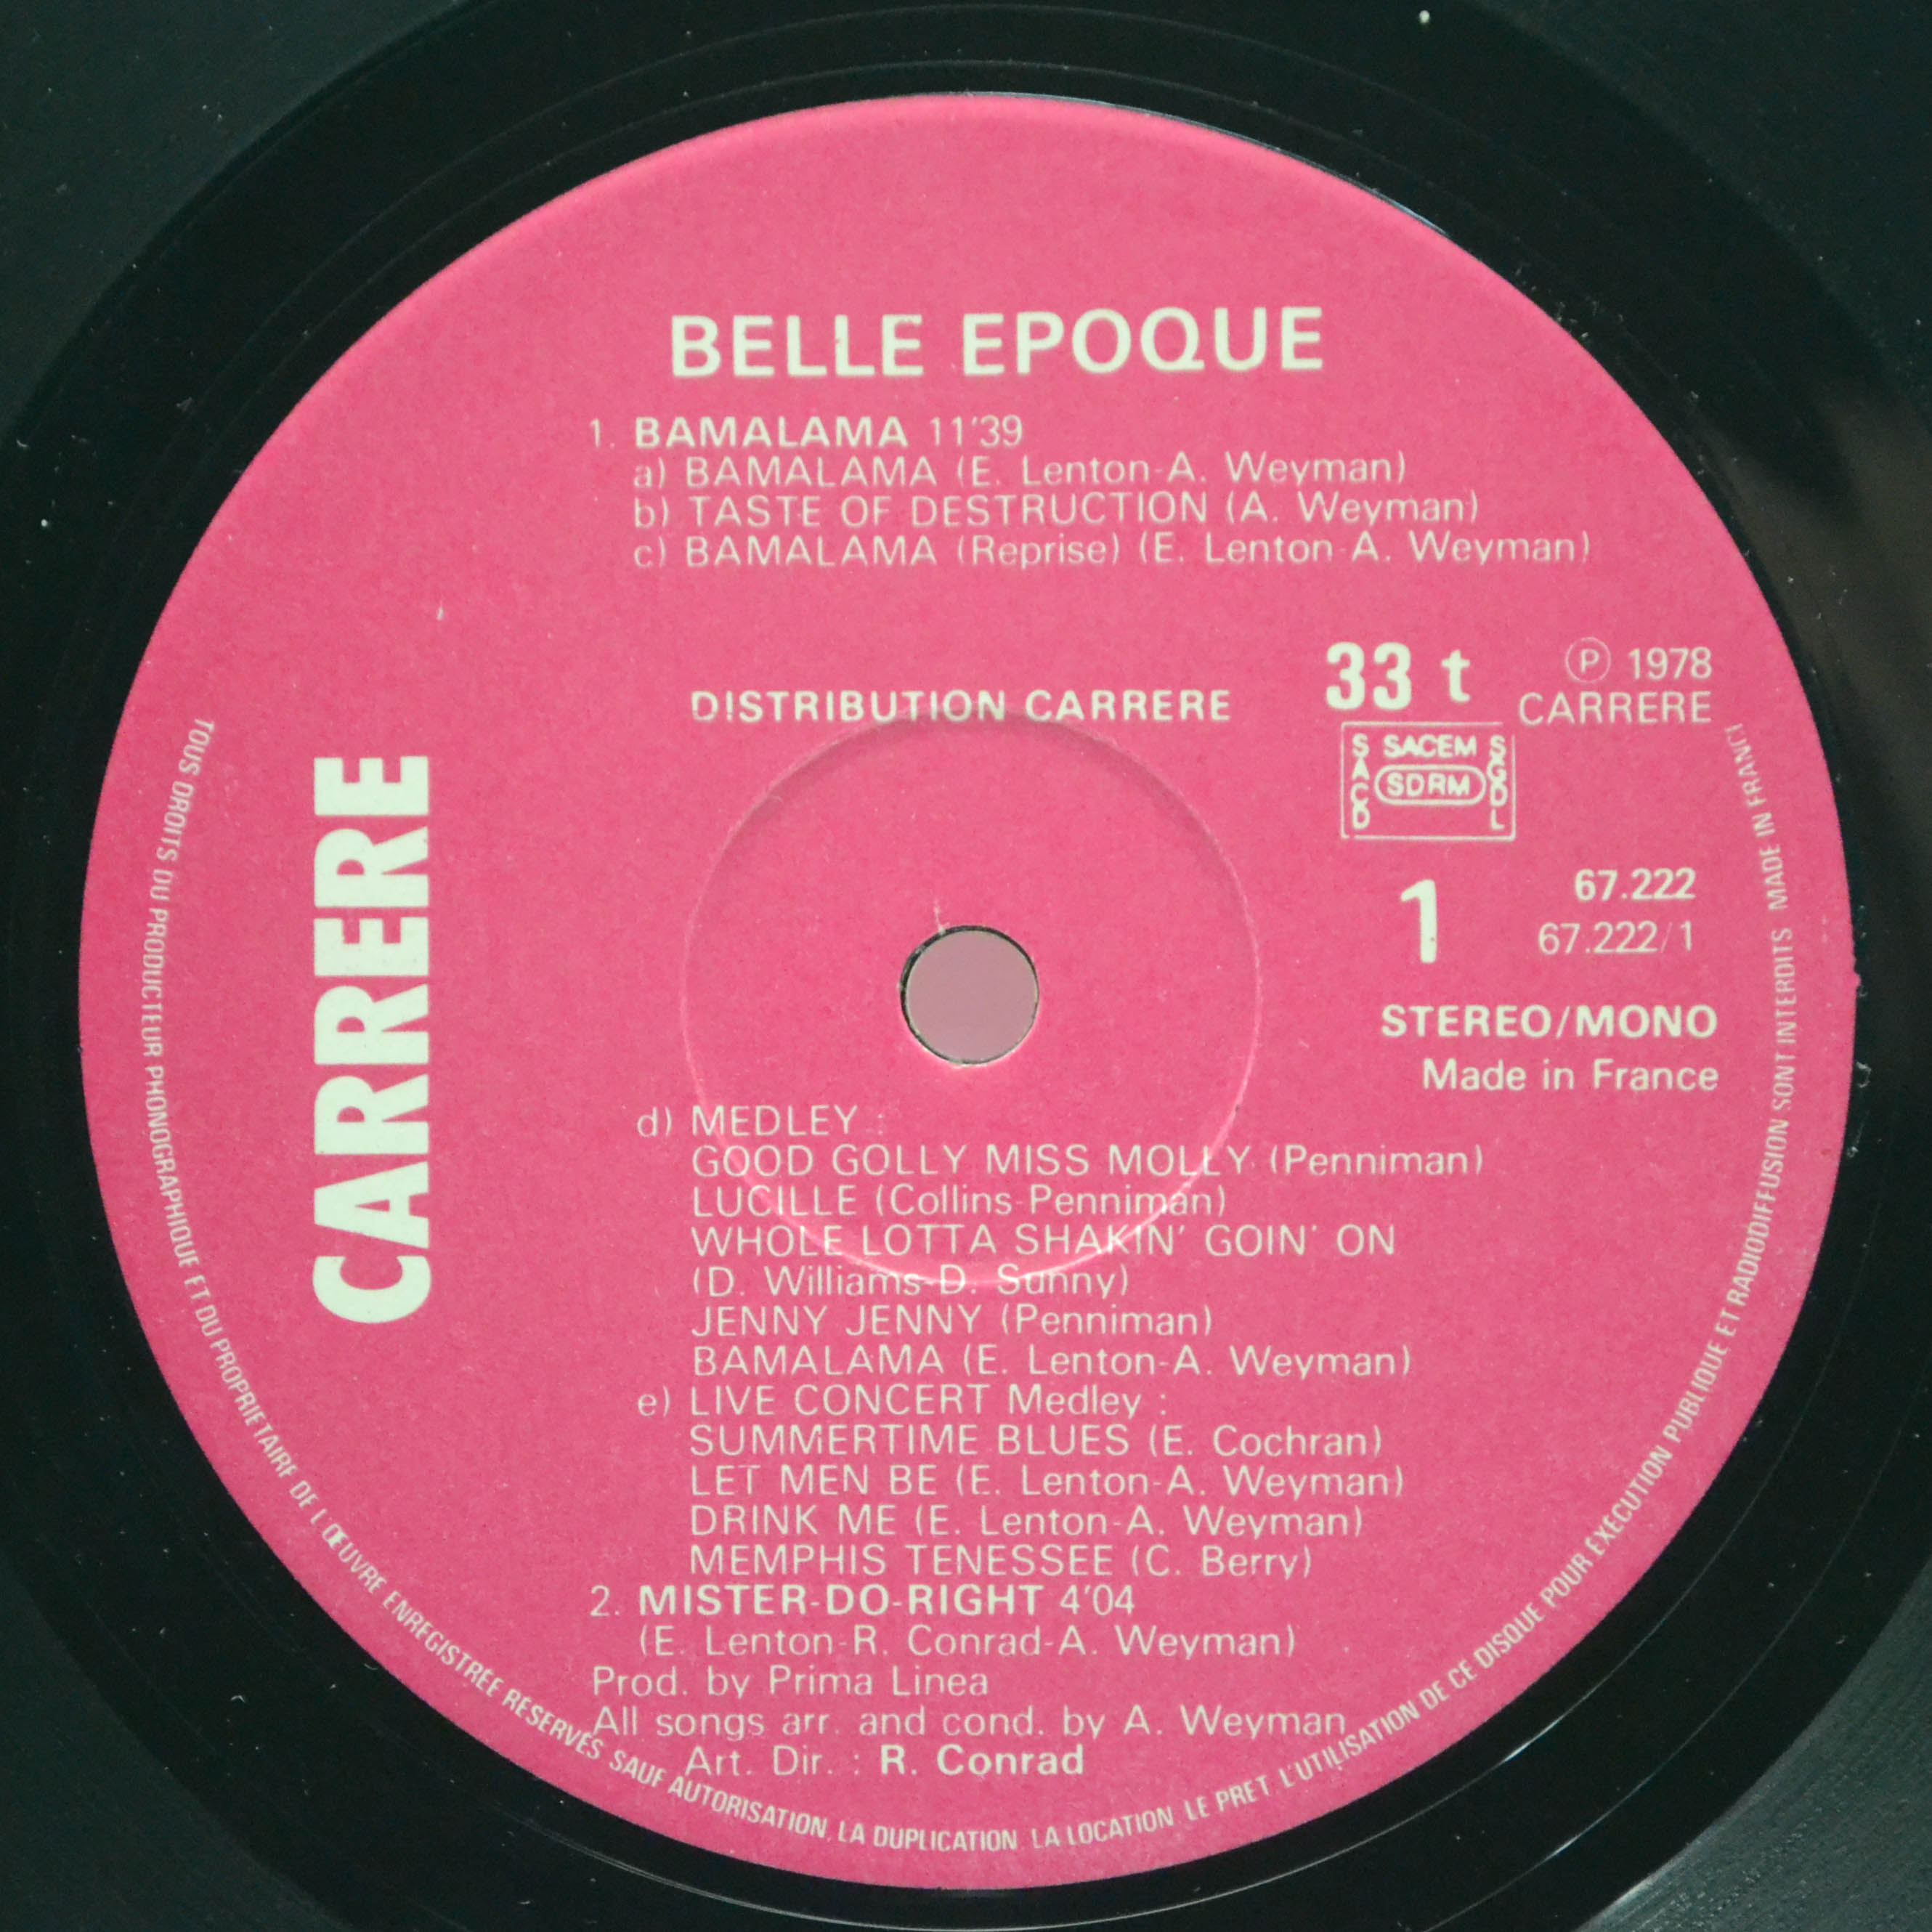 BELLE EPOQUE
1. BAMALAMA 11'39
a) BAMALAMA (E. Lenton-A. Weyman)
b) TASTE OF DESTRUCTION (A. Weyman)
c) BAMALAMA (Reprise) (E. Lenton-A. Weyman)
DISTRIBUTION CARRERE
33 t
Ⓟ 1978
CARRERE
SACEM
SACD
SDRM
SGDL
1
67.222
67.222/1
STEREO/MONO
Made in France
CARRERE
d) MEDLEY :
GOOD GOLLY MISS MOLLY (Penniman)
LUCILLE (Collins-Penniman)
WHOLE LOTTA SHAKIN' GOIN' ON
(D. Williams-D. Sunny)
JENNY JENNY (Penniman)
BAMALAMA (E. Lenton-A. Weyman)
e) LIVE CONCERT Medley :
SUMMERTIME BLUES (E. Cochran)
LET MEN BE (E. Lenton-A. Weyman)
DRINK ME (E. Lenton-A. Weyman)
MEMPHIS TENESSEE (C. Berry)
2. MISTER-DO-RIGHT 4'04
(E. Lenton-R. Conrad-A. Weyman)
Prod. by Prima Linea
All songs arr. and cond. by A. Weyman
Art. Dir. : R. Conrad
TOUS DROITS DU PRODUCTEUR PHONOGRAPHIQUE ET DU PROPRIETAIRE DE L'ŒUVRE ENREGISTRÉE RESERVÉS SAUF AUTORISATION. LA DUPLICATION. LA LOCATION. LE PRET. L'UTILISATION DE CE DISQUE POUR EXECUTION PUBLIQUE ET RADIODIFFUSION SONT INTERDITS MADE IN FRANCE